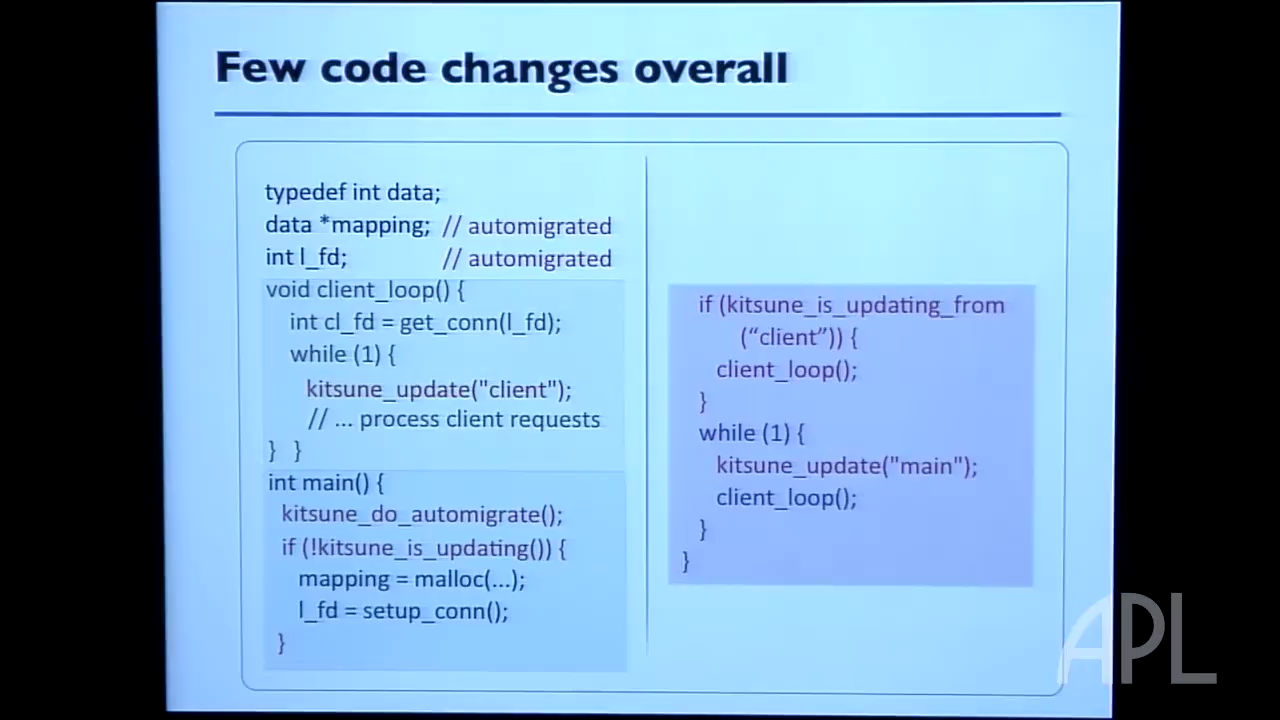 Few code changes overall
typedef int data;
data *mapping; // automigrated
int l_fd; // automigrated
void client_loop() {
int cl_fd = get_conn(l_fd);
while (1) {
kitsune_update("client");
// ... process client requests
} }
int main() {
kitsune_do_automigrate();
if (!kitsune_is_updating()) {
mapping = malloc(...);
l_fd = setup_conn();
}
if (kitsune_is_updating_from
(“client”)) {
client_loop();
}
while (1) {
kitsune_update("main");
client_loop();
}
}
APL